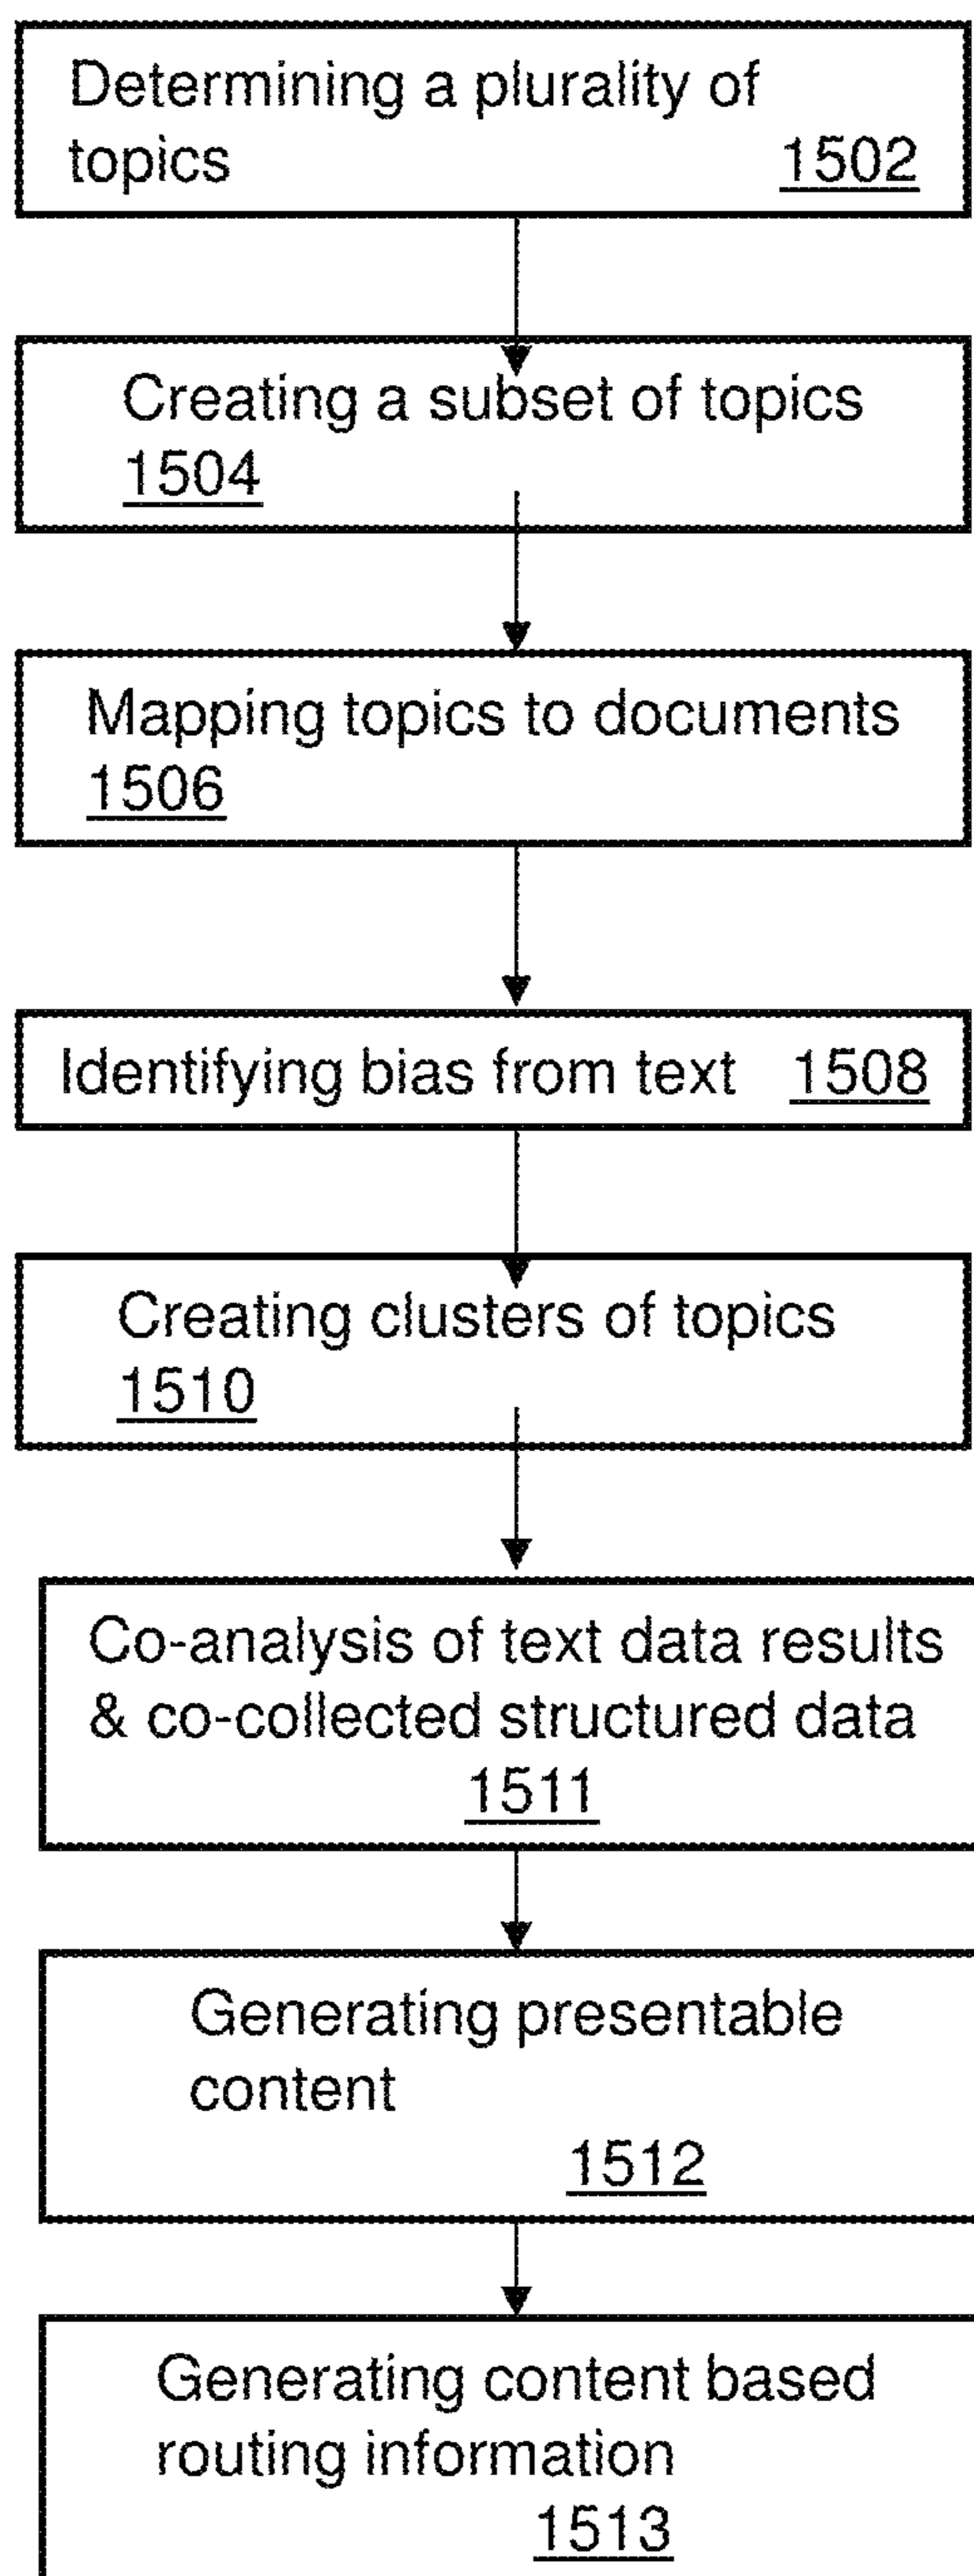 Determining a plurality of
topics 1502
Creating a subset of topics
1504
Mapping topics to documents
1506
Identifying bias from text 1508
Creating clusters of topics
1510
Co-analysis of text data results
& co-collected structured data
1511
Generating presentable
content
1512
Generating content based
routing information
1513